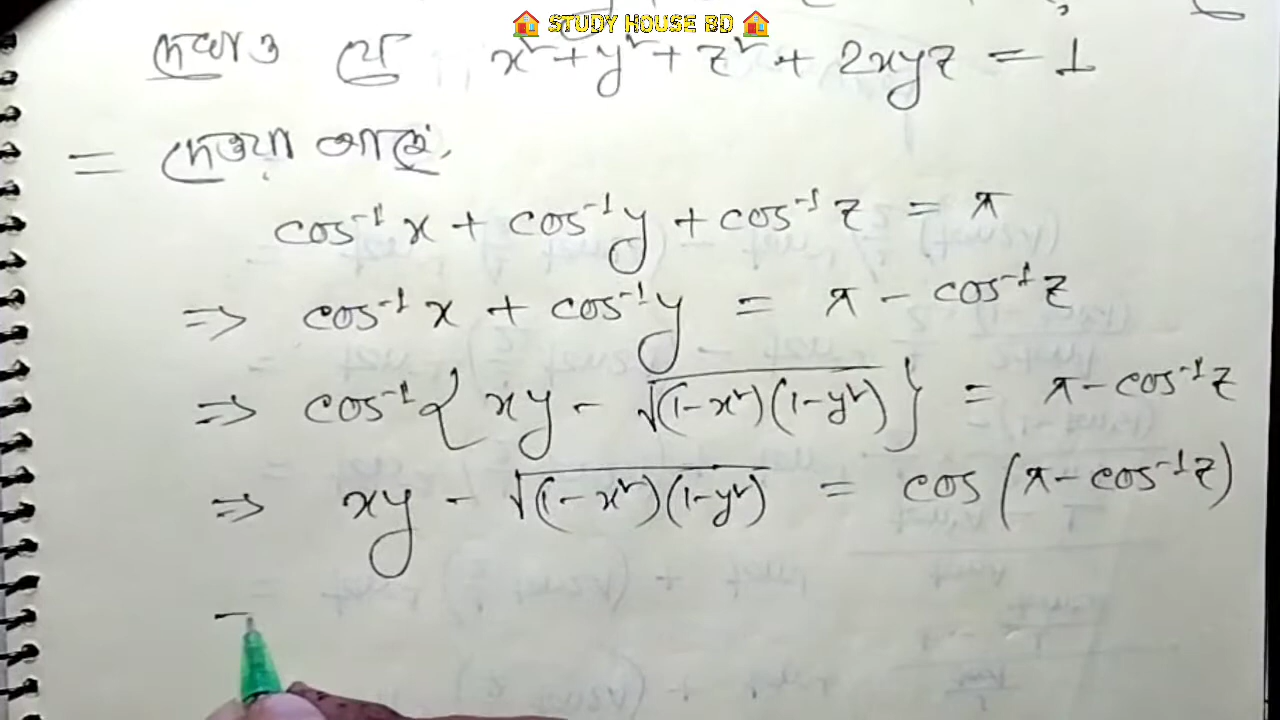 🏠 STUDY HOUSE BD 🏠
দেখাও যে x² + y² + z² + 2xyz = 1
= দেওয়া আছে,
cos⁻¹x + cos⁻¹y + cos⁻¹z = π
⇒ cos⁻¹x + cos⁻¹y = π - cos⁻¹z
⇒ cos⁻¹{xy - √(1-x²)(1-y²)} = π - cos⁻¹z
⇒ xy - √(1-x²)(1-y²) = cos(π - cos⁻¹z)